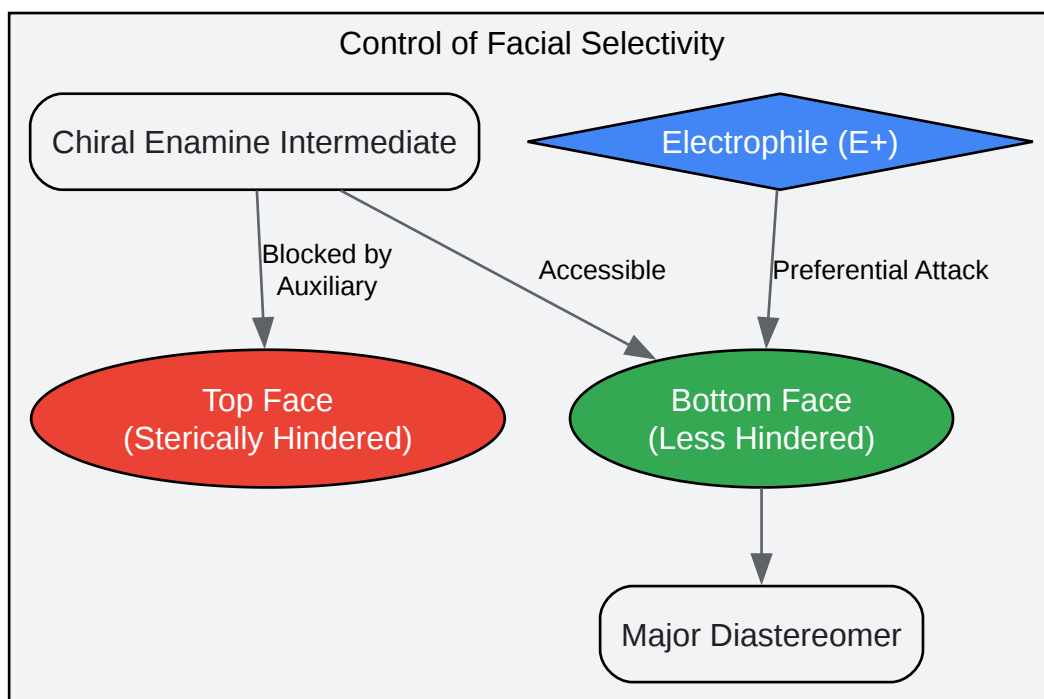 Control of Facial Selectivity
Chiral Enamine Intermediate
Electrophile (E+)
Blocked by
Auxiliary
Accessible
Preferential Attack
Top Face
(Sterically Hindered)
Bottom Face
(Less Hindered)
Major Diastereomer